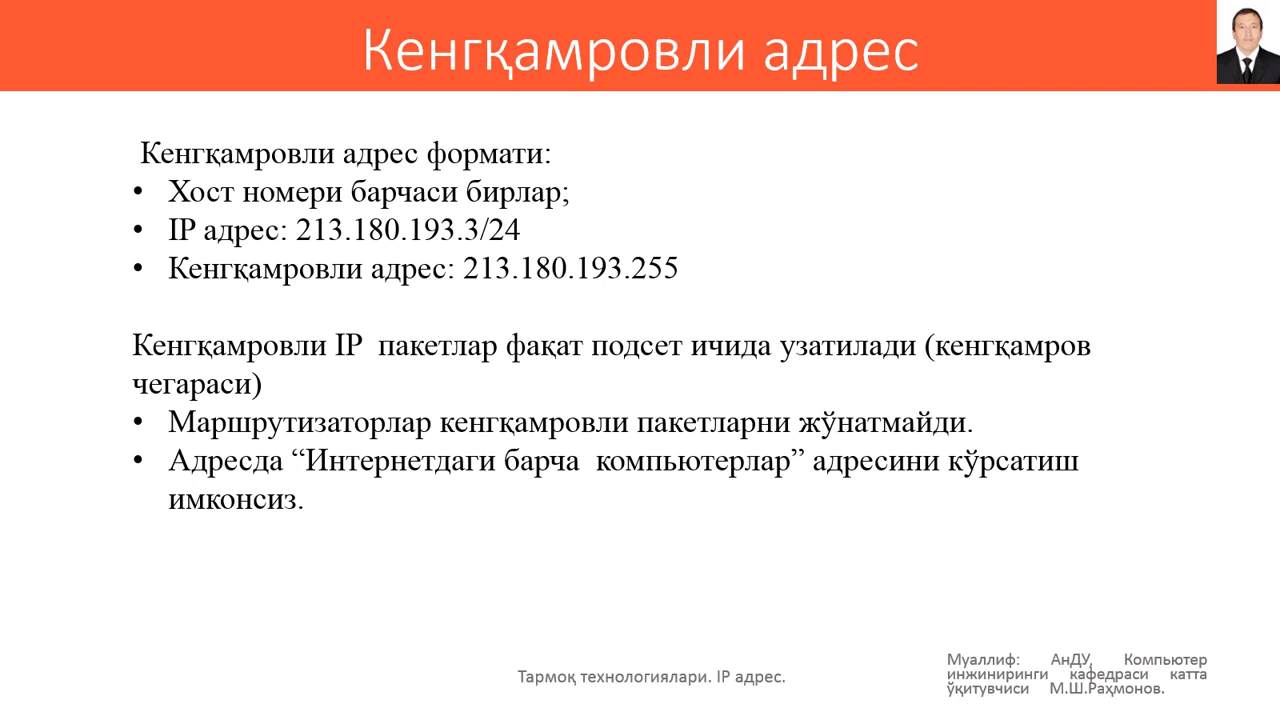 Кенгқамровли адрес
Кенгқамровли адрес формати:
• Хост номери барчаси бирлар;
• IP адрес: 213.180.193.3/24
• Кенгқамровли адрес: 213.180.193.255
Кенгқамровли IP пакетлар фақат подсет ичида узатилади (кенгқамров
чегараси)
• Маршрутизаторлар кенгқамровли пакетларни жўнатмайди.
• Адресда “Интернетдаги барча компьютерлар” адресини кўрсатиш
имконсиз.
Тармоқ технологиялари. IP адрес.
Муаллиф: АнДУ, Компьютер
инжиниринги кафедраси катта
ўқитувчиси М.Ш.Раҳмонов.